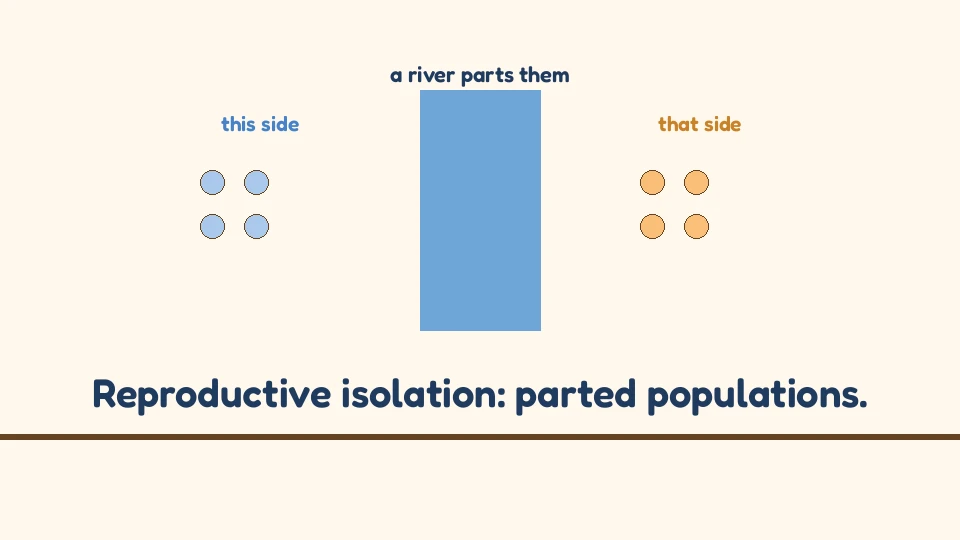 a river parts them
this side
that side
Reproductive isolation: parted populations.